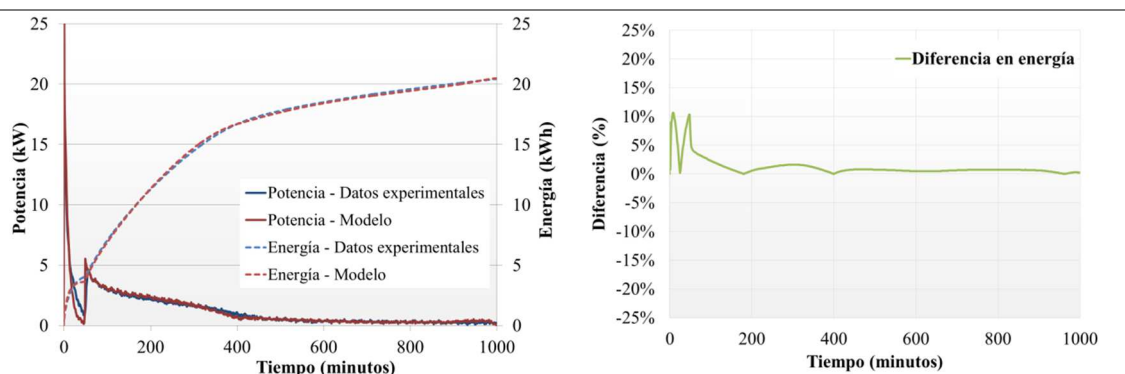 Potencia (kW)
25
20
15
10
5
0
25
20
15
10
5
0
Energía (kWh)
Potencia - Datos experimentales
Potencia - Modelo
Energía - Datos experimentales
Energía - Modelo
0 200 400 600 800 1000
Tiempo (minutos)
Diferencia (%)
25%
20%
15%
10%
5%
0%
-5%
-10%
-15%
-20%
-25%
Diferencia en energía
0 200 400 600 800 1000
Tiempo (minutos)